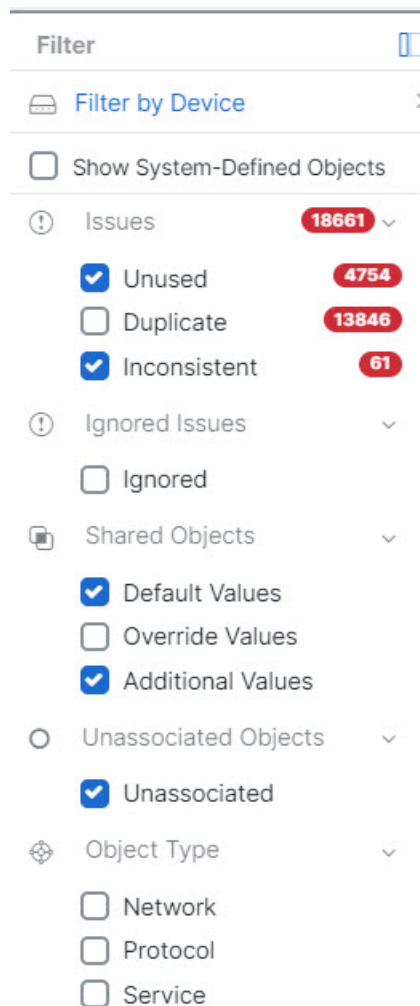 Filter
Filter by Device
Show System-Defined Objects
Issues 18661
Unused 4754
Duplicate 13846
Inconsistent 61
Ignored Issues
Ignored
Shared Objects
Default Values
Override Values
Additional Values
Unassociated Objects
Unassociated
Object Type
Network
Protocol
Service